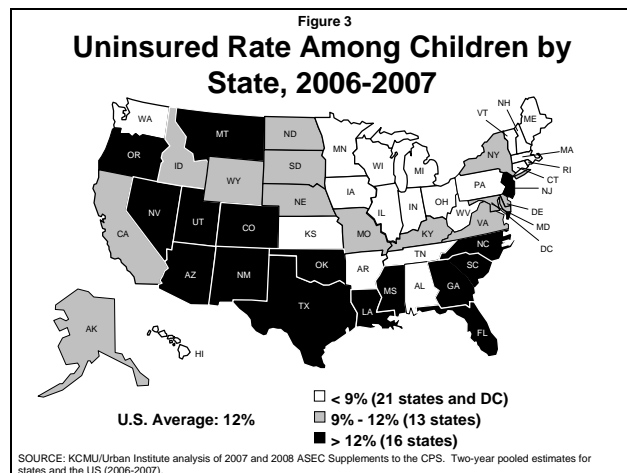 Figure 3
Uninsured Rate Among Children by
State, 2006-2007
WA
OR
CA
NV
ID
MT
WY
UT
AZ
CO
NM
ND
SD
NE
KS
OK
TX
MN
IA
MO
AR
LA
WI
IL
MI
IN
OH
KY
TN
MS
AL
GA
FL
SC
NC
VA
WV
PA
NY
VT
NH
ME
MA
RI
CT
NJ
DE
MD
DC
AK
HI
U.S. Average: 12%
< 9% (21 states and DC)
9% - 12% (13 states)
> 12% (16 states)
SOURCE: KCMU/Urban Institute analysis of 2007 and 2008 ASEC Supplements to the CPS. Two-year pooled estimates for
states and the US (2006-2007).